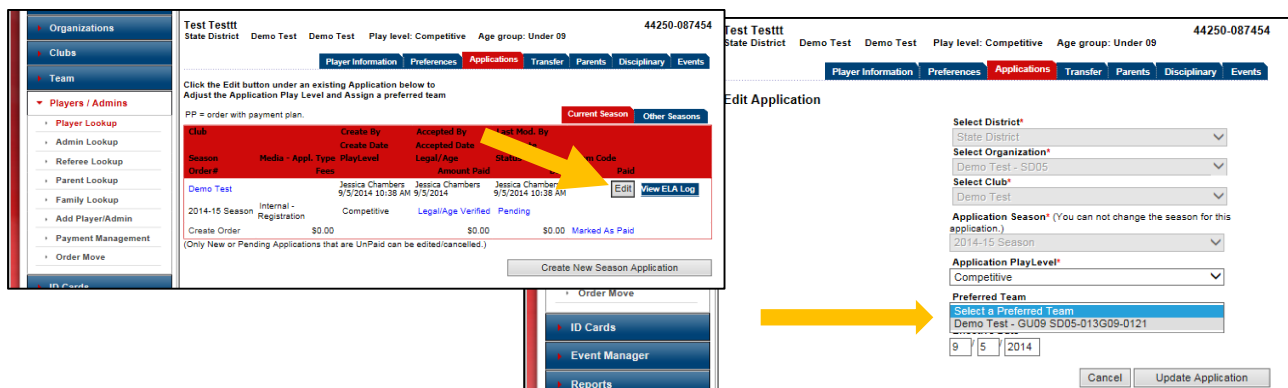 Organizations
Clubs
Team
Players / Admins
Player Lookup
Admin Lookup
Referee Lookup
Parent Lookup
Family Lookup
Add Player/Admin
Payment Management
Order Move
ID Cards
Test Testtt 44250-087454
State District Demo Test Demo Test Play level: Competitive Age group: Under 09
Player Information Preferences Applications Transfer Parents Disciplinary Events
Click the Edit button under an existing Application below to
Adjust the Application Play Level and Assign a preferred team
PP = order with payment plan. Current Season Other Seasons
Club Create By Accepted By Last Mod. By
Create Date Accepted Date
Season Media - Appl. Type PlayLevel Legal/Age Status Code
Order# Fees Amount Paid Paid
Demo Test Jessica Chambers Jessica Chambers Jessica Chambers Edit View ELA Log
9/5/2014 10:38 AM 9/5/2014 9/5/2014 10:38 AM
2014-15 Season Internal - Registration Competitive Legal/Age Verified Pending
Create Order $0.00 $0.00 $0.00 Marked As Paid
(Only New or Pending Applications that are UnPaid can be edited/cancelled.)
Create New Season Application
Order Move
ID Cards
Event Manager
Reports
Test Testtt 44250-087454
State District Demo Test Demo Test Play level: Competitive Age group: Under 09
Player Information Preferences Applications Transfer Parents Disciplinary Events
Edit Application
Select District*
State District
Select Organization*
Demo Test - SD05
Select Club*
Demo Test
Application Season* (You can not change the season for this
application.)
2014-15 Season
Application PlayLevel*
Competitive
Preferred Team
Select a Preferred Team
Demo Test - GU09 SD05-013G09-0121
9 / 5 / 2014
Cancel Update Application